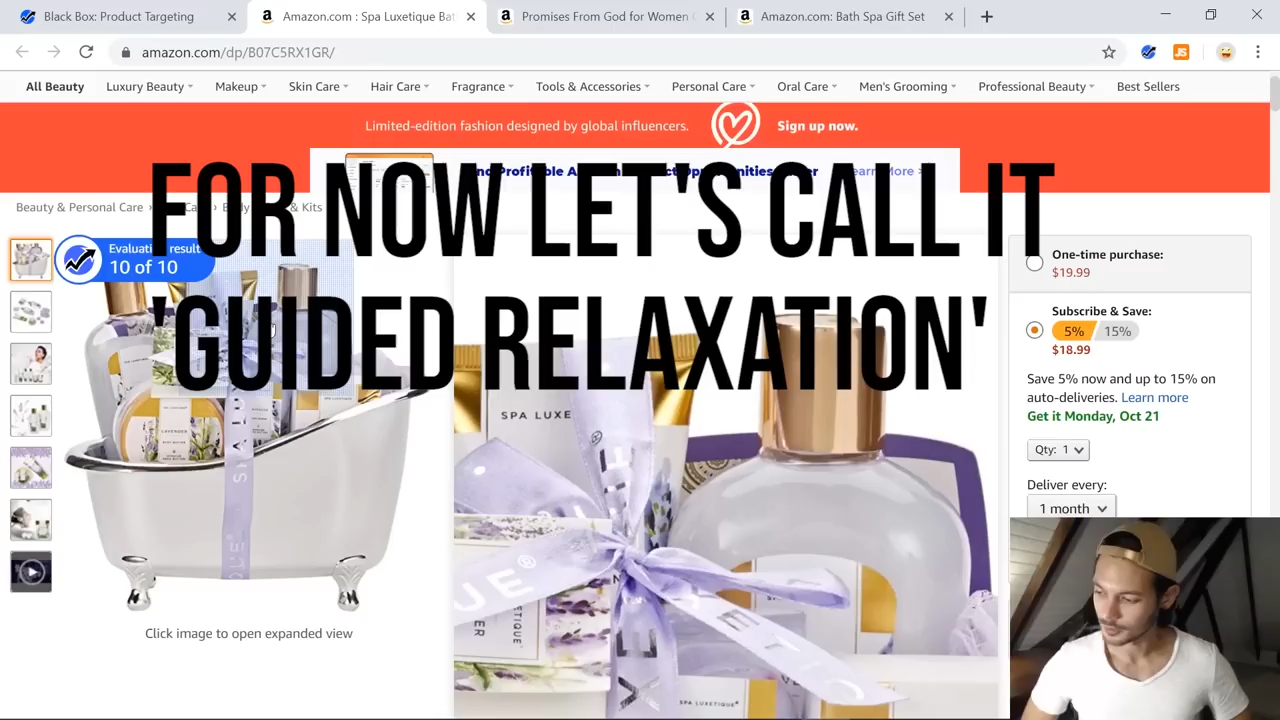 Black Box: Product Targeting
Amazon.com : Spa Luxetique Bat
Promises From God for Women
Amazon.com: Bath Spa Gift Set
amazon.com/dp/B07C5RX1GR/
All Beauty Luxury Beauty Makeup Skin Care Hair Care Fragrance Tools & Accessories Personal Care Oral Care Men's Grooming Professional Beauty Best Sellers
Limited-edition fashion designed by global influencers. Sign up now.
FOR NOW LET'S CALL IT
'GUIDED RELAXATION'
Beauty & Personal Care › & Kits
Evaluation result
10 of 10
One-time purchase:
$19.99
Subscribe & Save:
5% 15%
$18.99
Save 5% now and up to 15% on
auto-deliveries. Learn more
Get it Monday, Oct 21
Qty: 1
Deliver every:
1 month
SPA LUXE
LAVENDER
SPA LUXETIQUE
Click image to open expanded view